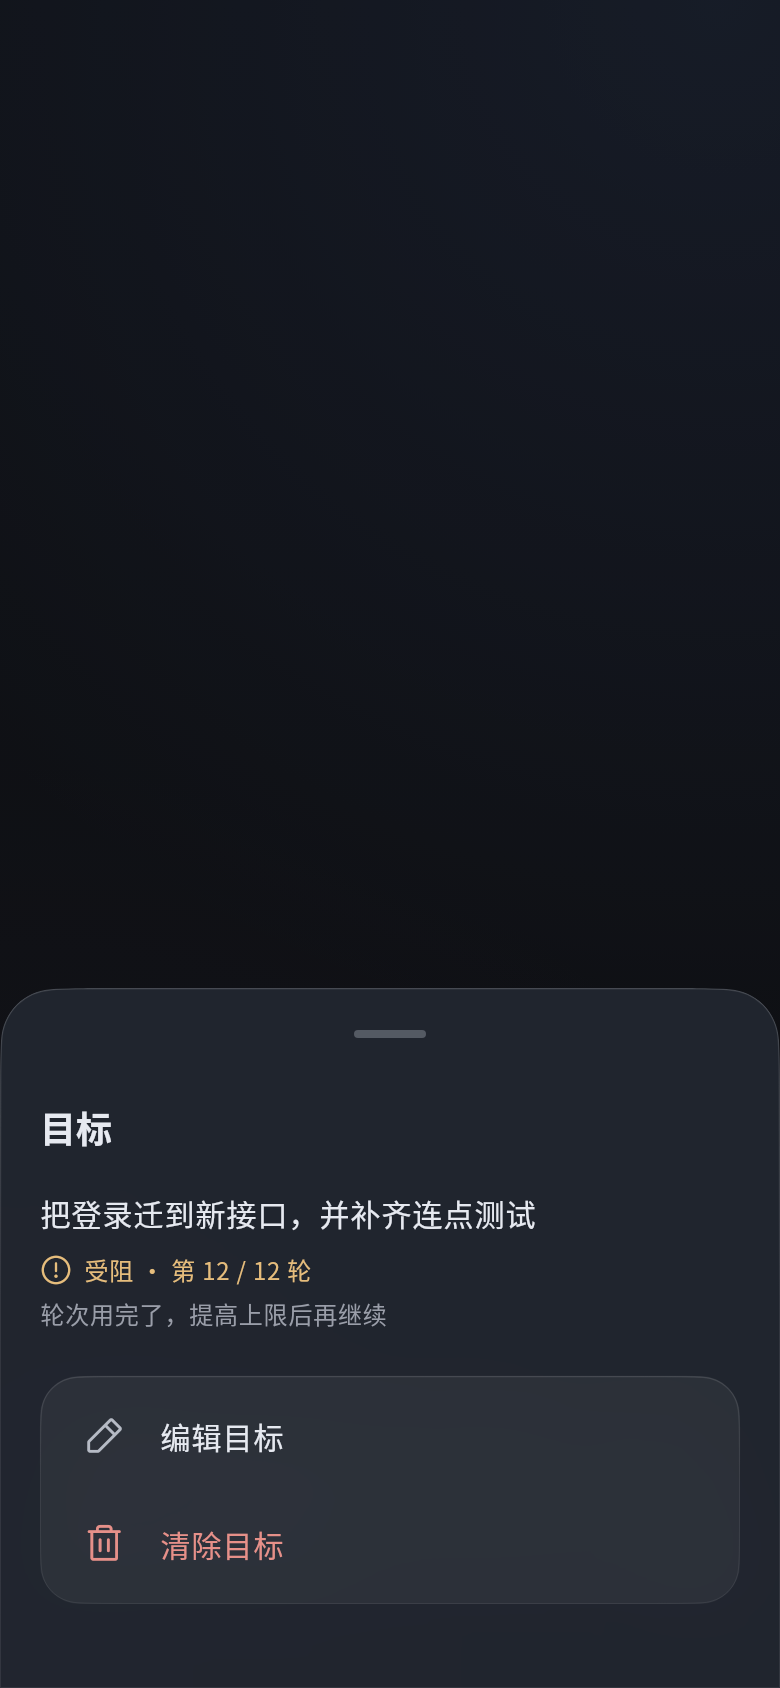 目标
把登录迁到新接口，并补齐连点测试
受阻 · 第 12 / 12 轮
轮次用完了，提高上限后再继续
编辑目标
清除目标